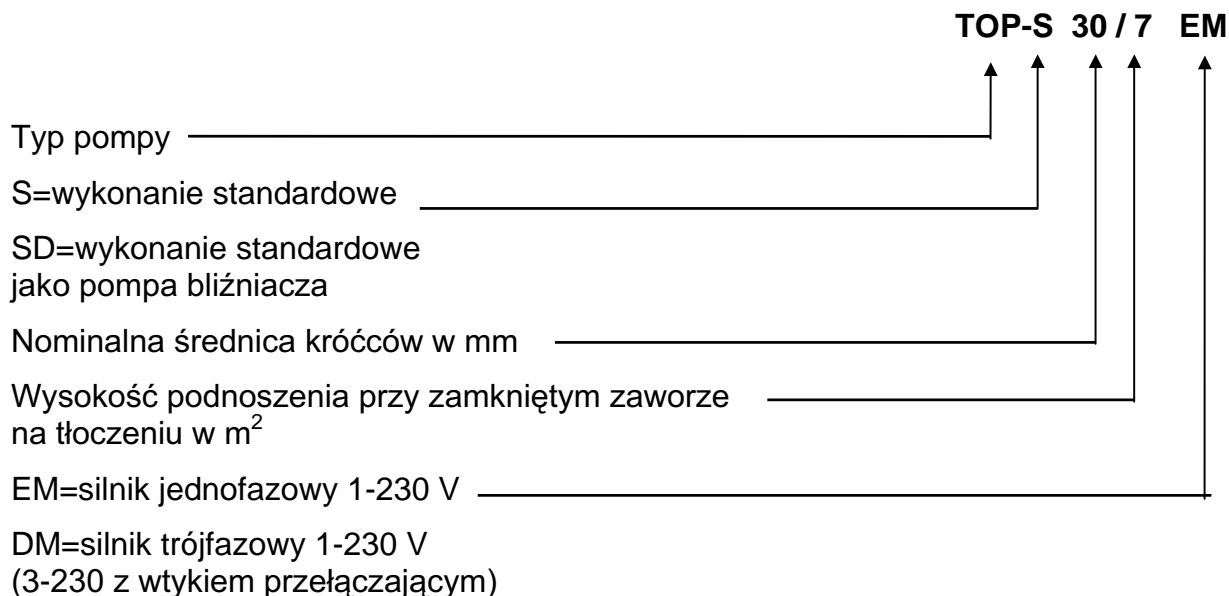 TOP-S 30 / 7 EM
Typ pompy
S=wykonanie standardowe
SD=wykonanie standardowe
jako pompa bliźniacza
Nominalna średnica króćców w mm
Wysokość podnoszenia przy zamkniętym zaworze
na tłoczeniu w m²
EM=silnik jednofazowy 1-230 V
DM=silnik trójfazowy 1-230 V
(3-230 z wtykiem przełączającym)